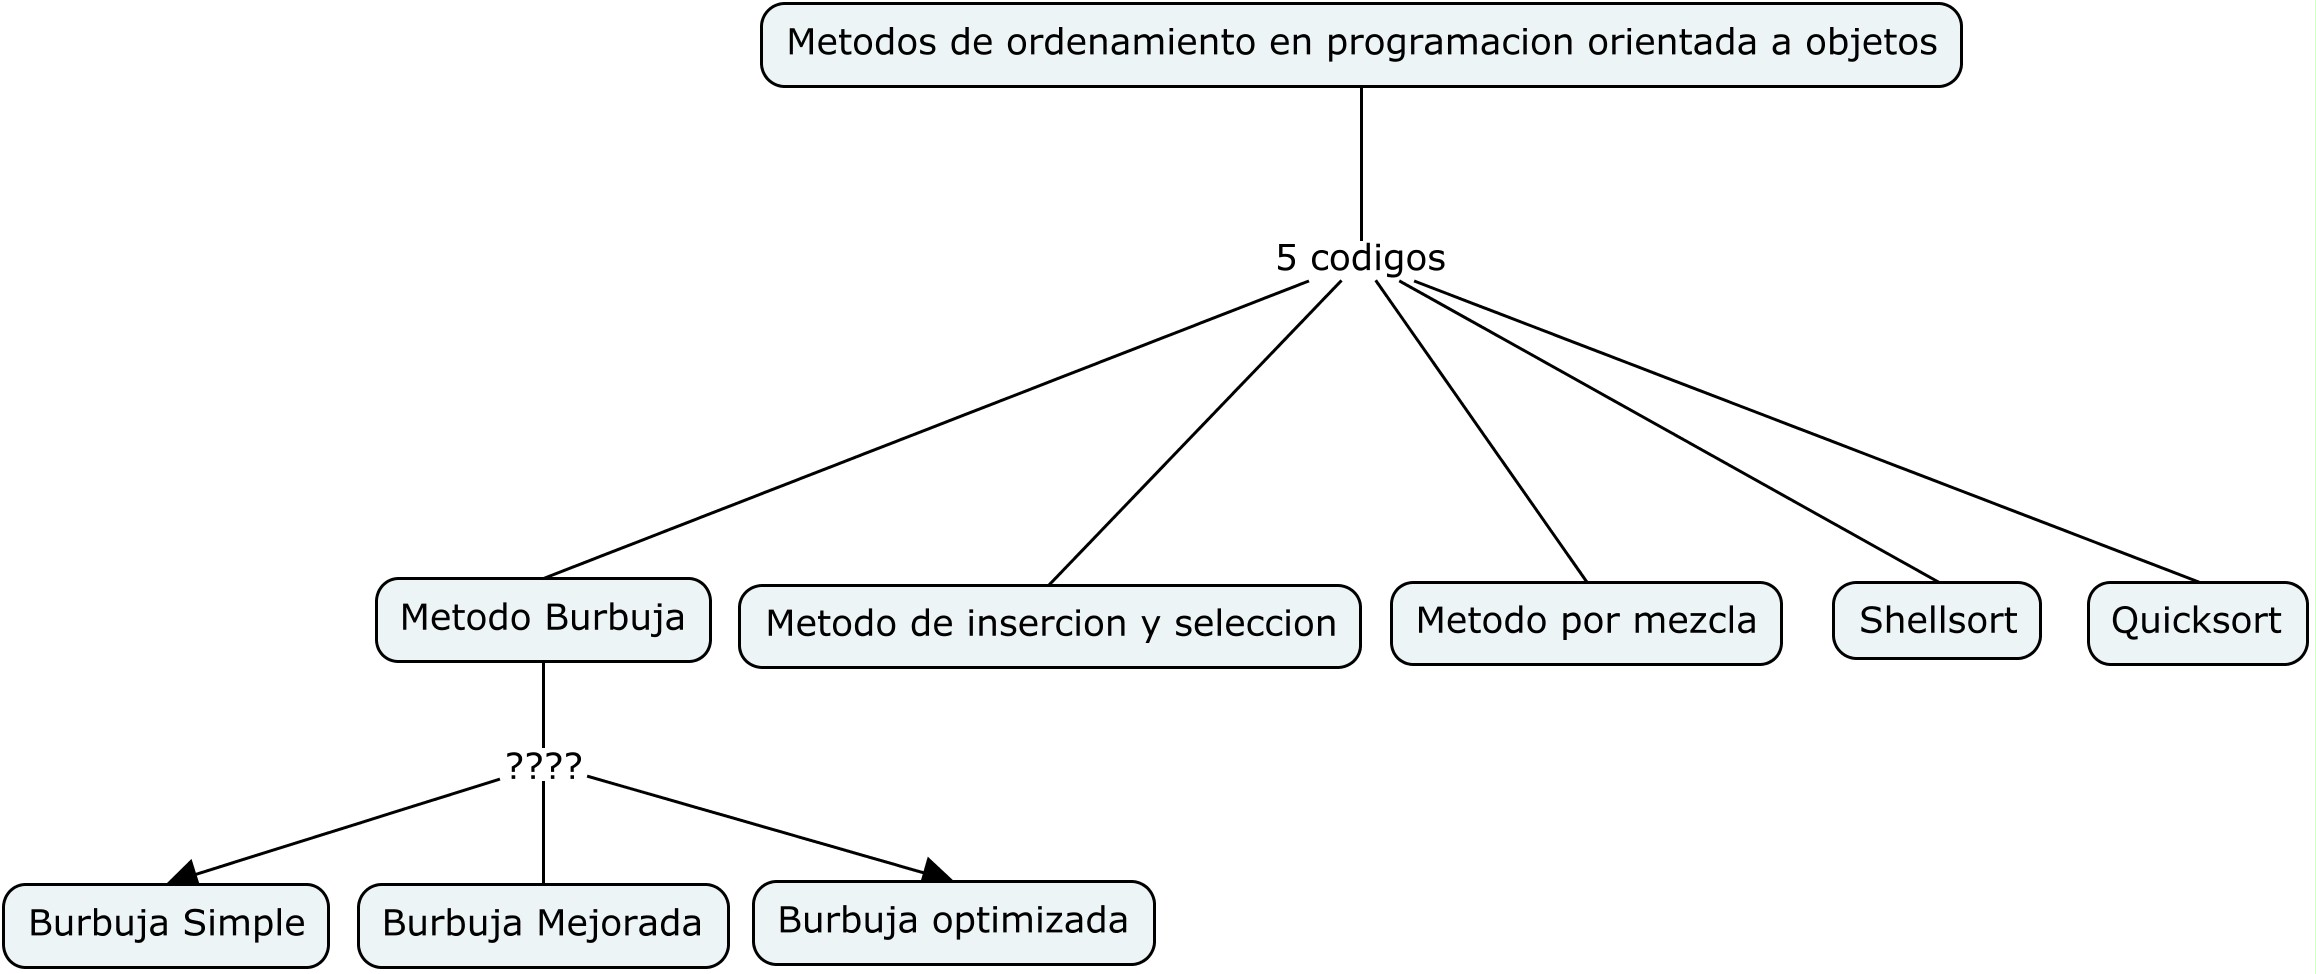 Metodos de ordenamiento en programacion orientada a objetos
5 codigos
Metodo Burbuja
Metodo de insercion y seleccion
Metodo por mezcla
Shellsort
Quicksort
????
Burbuja Simple
Burbuja Mejorada
Burbuja optimizada